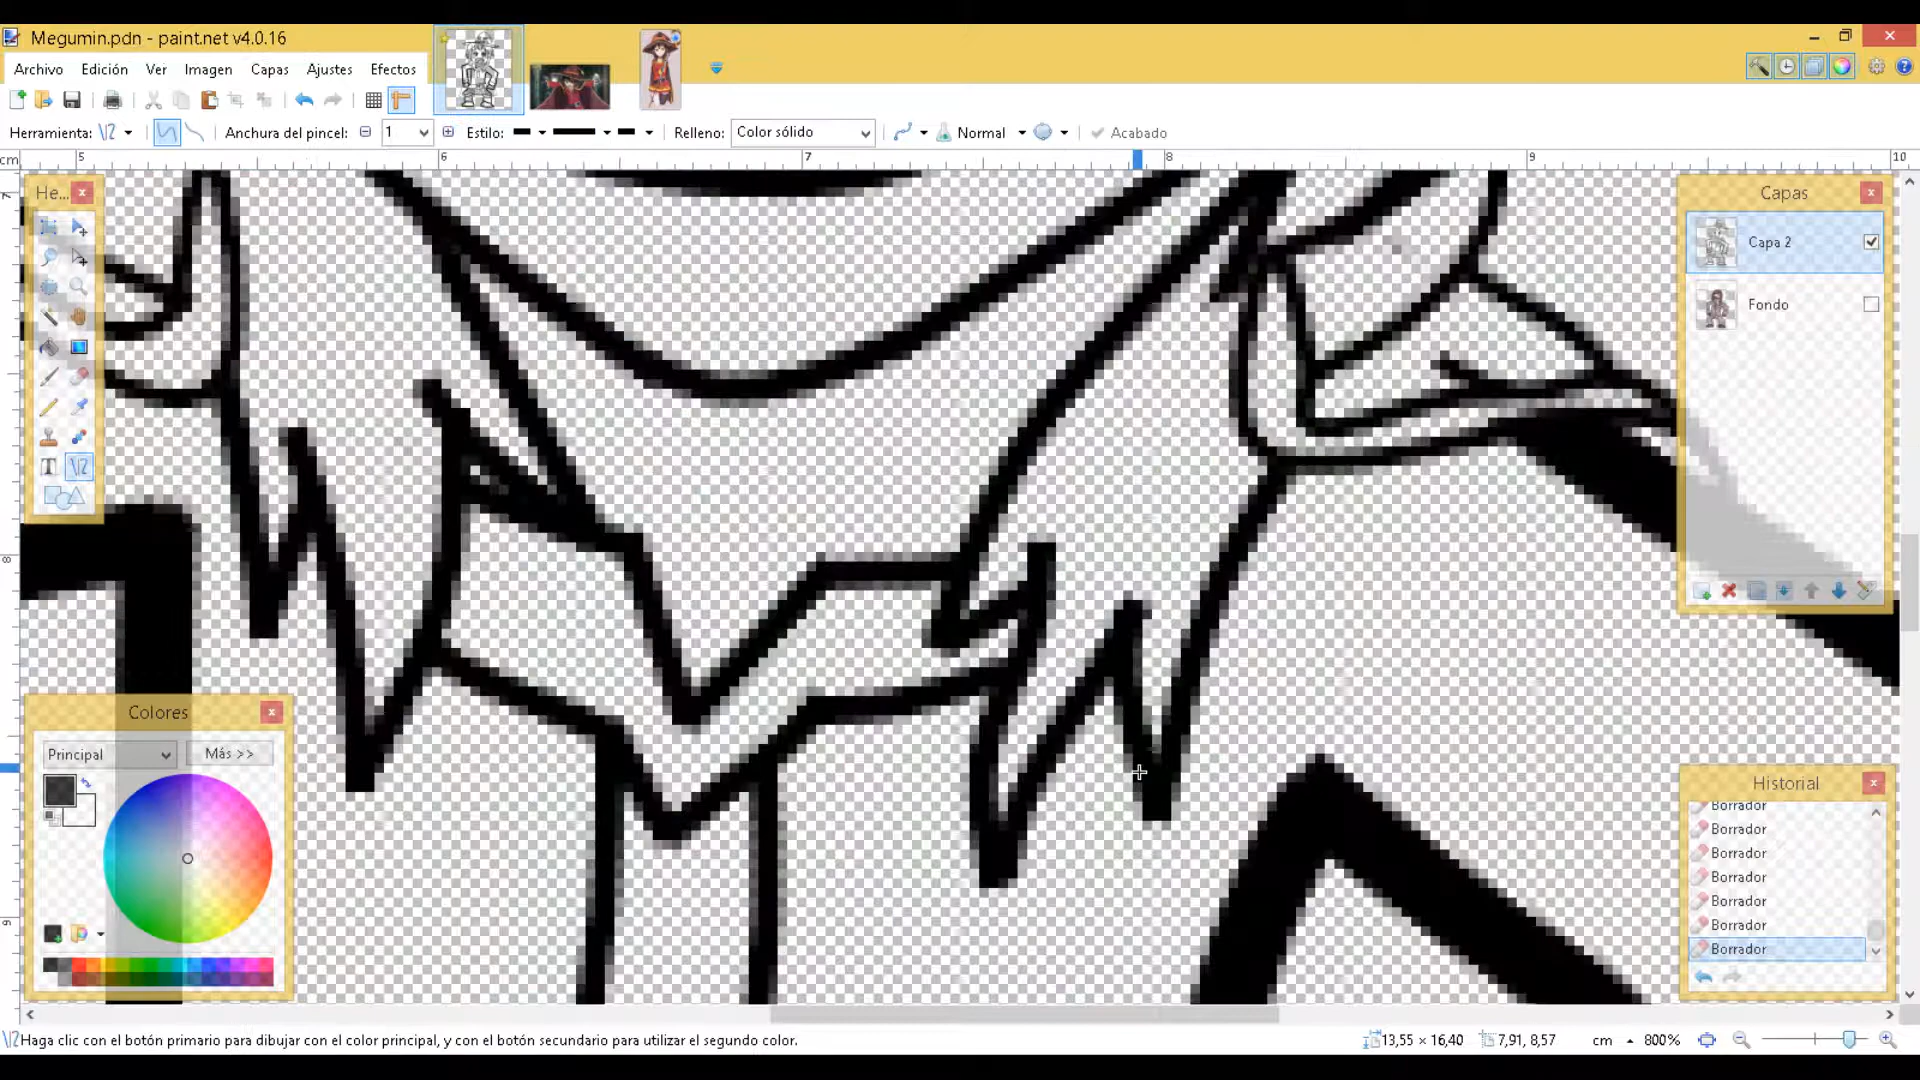 Megumin.pdn - paint.net v4.0.16
Archivo Edición Ver Imagen Capas Ajustes Efectos
Herramienta: Anchura del pincel: 1 Estilo: Relleno: Color sólido Normal Acabado
cm 5 6 7 8 9 10
He...
Capas
Capa 2
Fondo
7
8
9
Colores
Principal Más >>
Historial
Borrador
Borrador
Borrador
Borrador
Borrador
Borrador
Borrador
Haga clic con el botón primario para dibujar con el color principal, y con el botón secundario para utilizar el segundo color. 13,55 × 16,40 7,91, 8,57 cm 800%